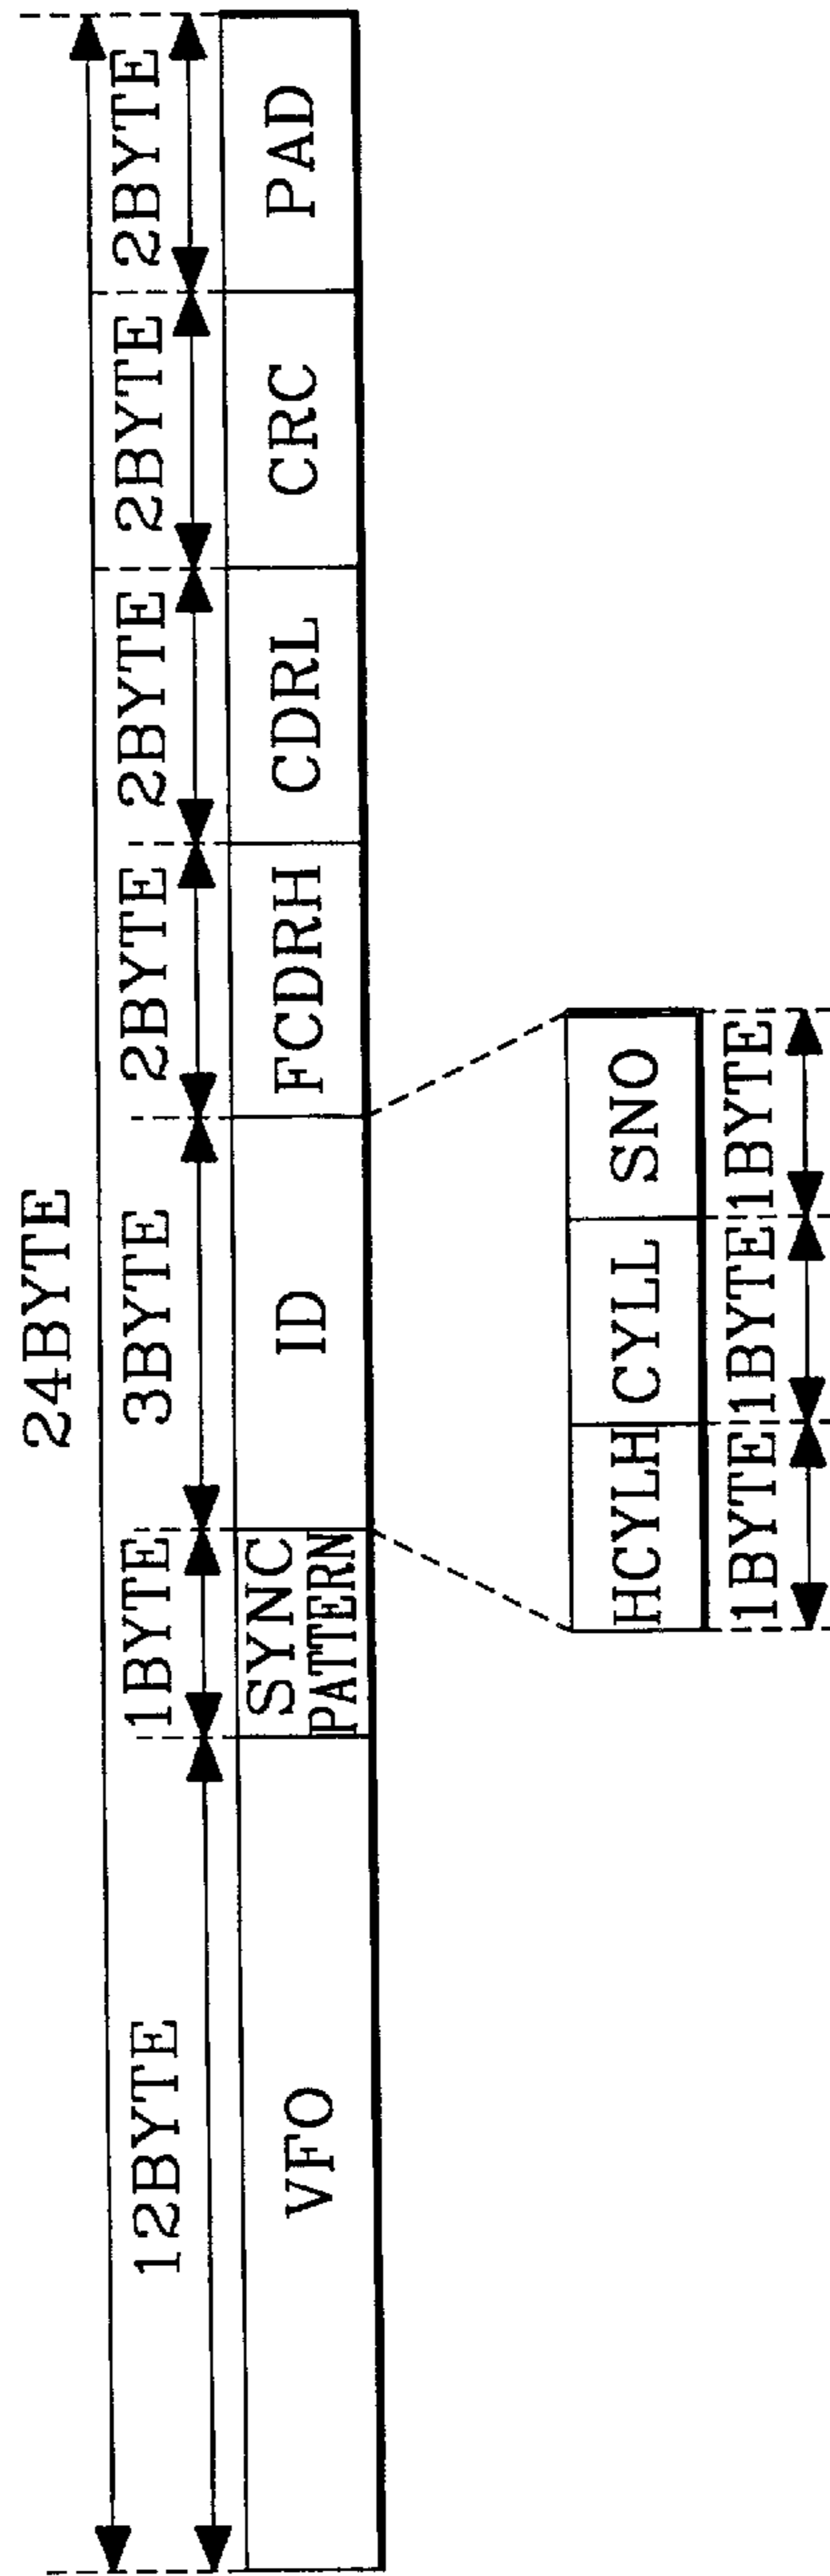 24BYTE
12BYTE 1BYTE 3BYTE 2BYTE 2BYTE 2BYTE 2BYTE
VFO SYNC PATTERN ID FCDRH CDRL CRC PAD
HCYLH CYLL SNO
1BYTE 1BYTE 1BYTE